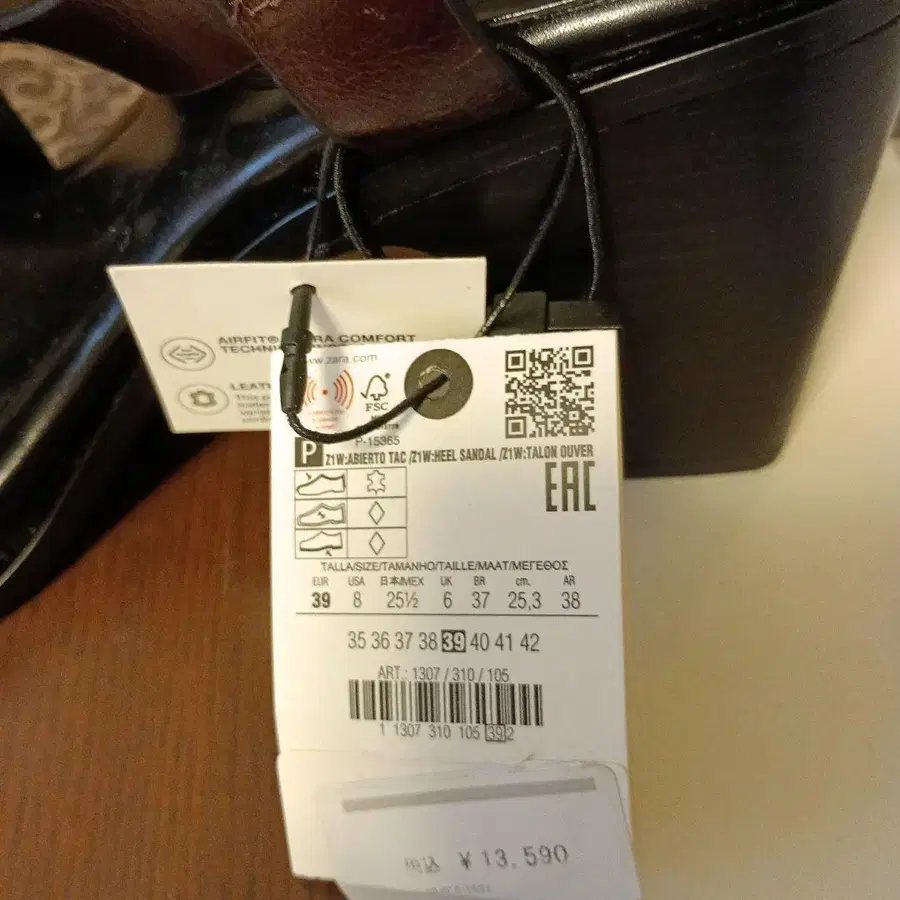 AIRFIT® ZARA COMFORT
www.zara.com
FSC
P-15365
P Z1W:ABIERTO TAC /Z1W:HEEL SANDAL /Z1W:TALON OUVER
EAC
TALLA/SIZE/TAMANHO/TAILLE/MAAT/ΜΕΓΕΘΟΣ
EUR USA 日本/MEX UK BR cm. AR
39 8 25½ 6 37 25,3 38
35 36 37 38 39 40 41 42
ART.: 1307 / 310 / 105
1 1307 310 105 39 2
税込 ¥13,590